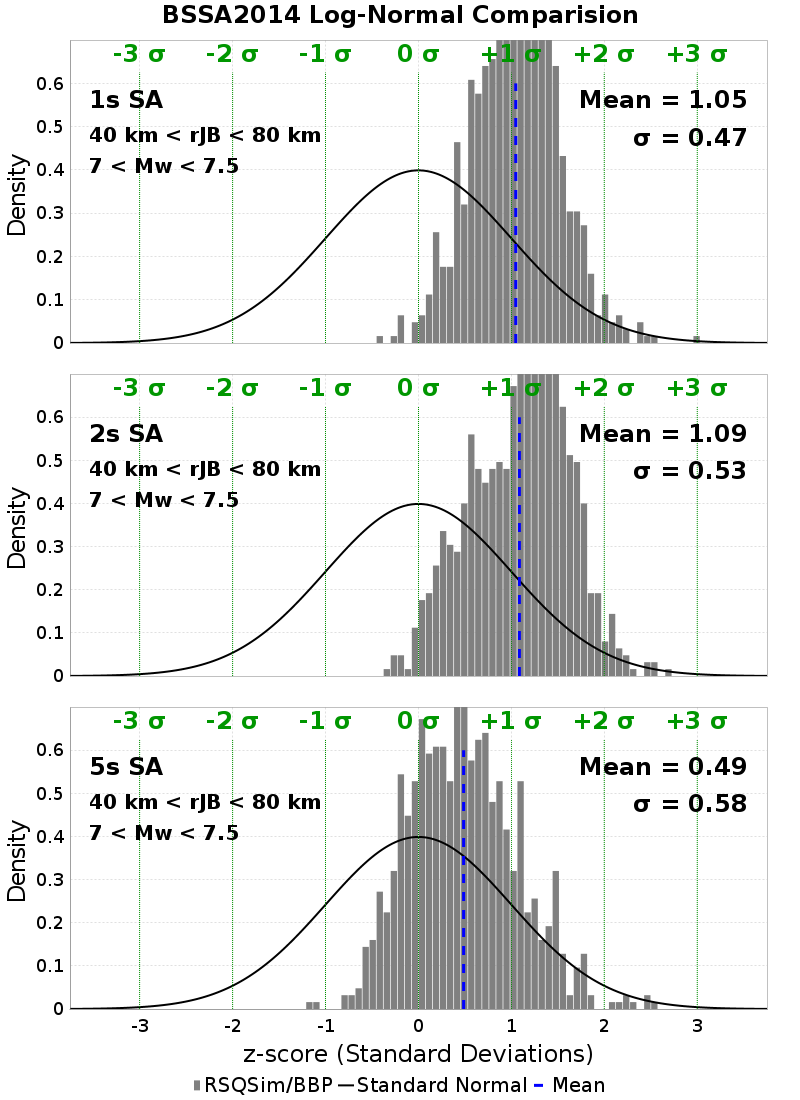 BSSA2014 Log-Normal Comparision
-3 σ -2 σ -1 σ 0 σ +1 σ +2 σ +3 σ
1s SA
Mean = 1.05
40 km < rJB < 80 km
σ = 0.47
7 < Mw < 7.5
Density
0.6
0.5
0.4
0.3
0.2
0.1
0
-3 σ -2 σ -1 σ 0 σ +1 σ +2 σ +3 σ
2s SA
Mean = 1.09
40 km < rJB < 80 km
σ = 0.53
7 < Mw < 7.5
Density
0.6
0.5
0.4
0.3
0.2
0.1
0
-3 σ -2 σ -1 σ 0 σ +1 σ +2 σ +3 σ
5s SA
Mean = 0.49
40 km < rJB < 80 km
σ = 0.58
7 < Mw < 7.5
Density
0.6
0.5
0.4
0.3
0.2
0.1
0
-3 -2 -1 0 1 2 3
z-score (Standard Deviations)
RSQSim/BBP Standard Normal Mean